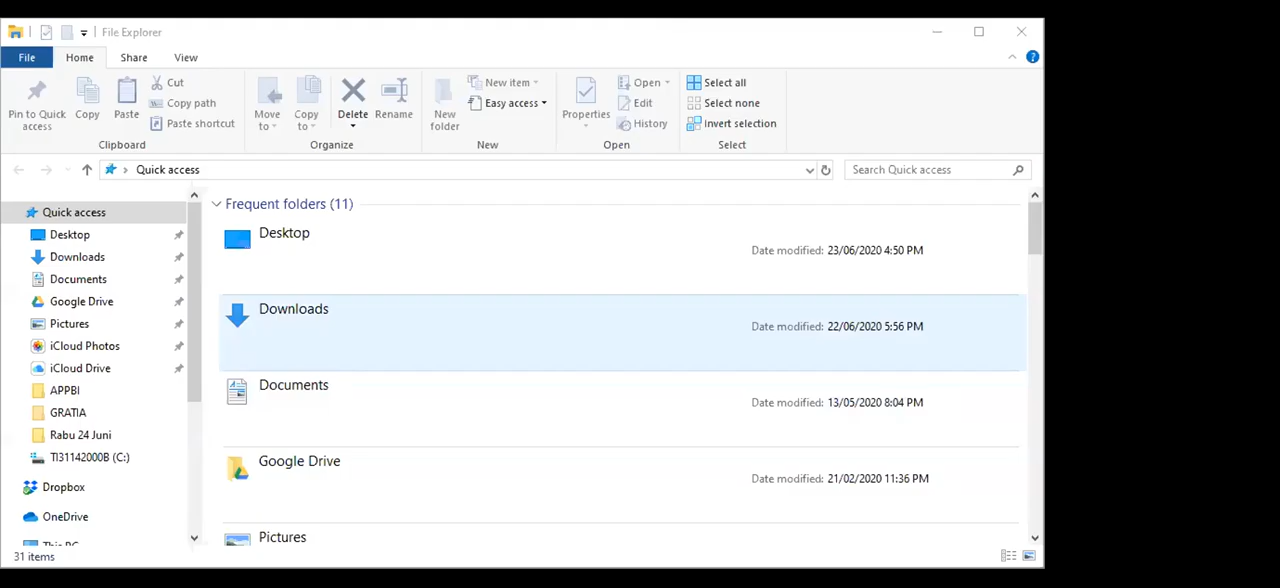 File Explorer
File Home Share View
Pin to Quick access
Copy
Paste
Cut
Copy path
Paste shortcut
Clipboard
Move to
Copy to
Delete
Rename
Organize
New folder
New item
Easy access
New
Properties
Open
Edit
History
Open
Select all
Select none
Invert selection
Select
Quick access
Search Quick access
Quick access
Desktop
Downloads
Documents
Google Drive
Pictures
iCloud Photos
iCloud Drive
APPBI
GRATIA
Rabu 24 Juni
TI31142000B (C:)
Dropbox
OneDrive
This PC
Frequent folders (11)
Desktop
Date modified: 23/06/2020 4:50 PM
Downloads
Date modified: 22/06/2020 5:56 PM
Documents
Date modified: 13/05/2020 8:04 PM
Google Drive
Date modified: 21/02/2020 11:36 PM
Pictures
31 items